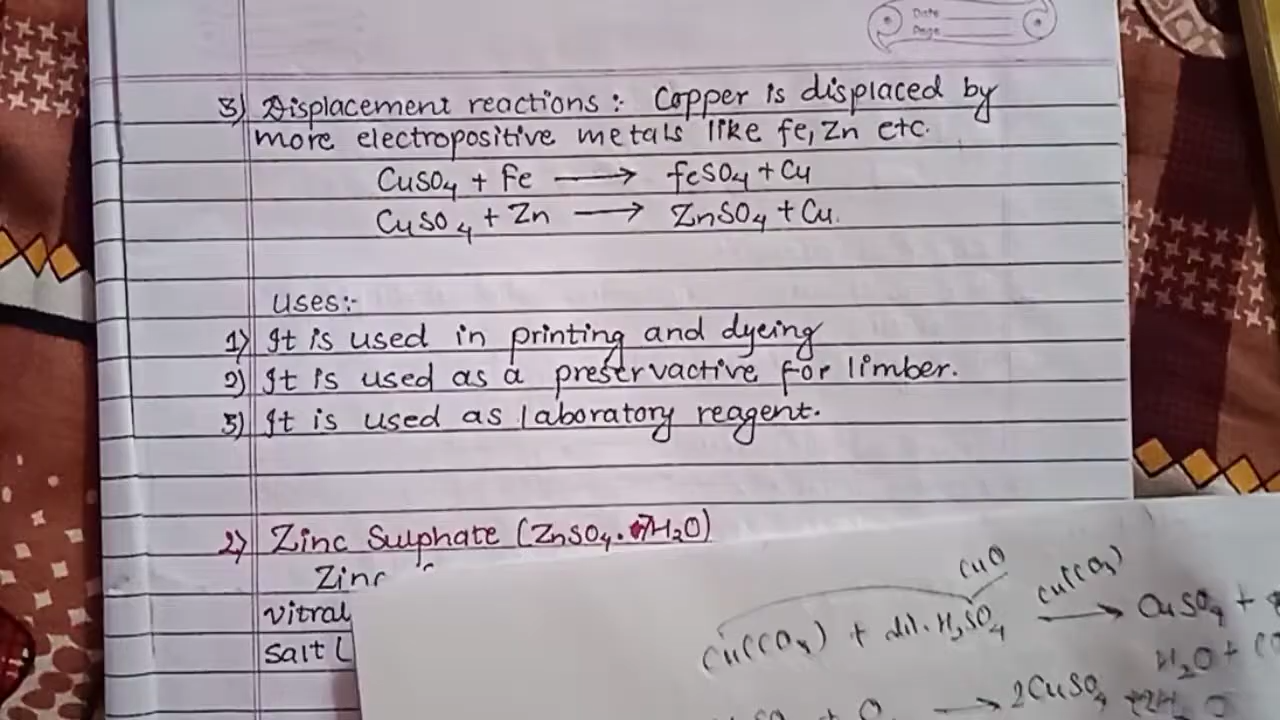 Date
Page
3) Displacement reactions :- Copper is displaced by
more electropositive metals like fe, Zn etc.
CuSO4 + Fe ⟶ feSO4 + Cu
CuSO4 + Zn ⟶ ZnSO4 + Cu.
uses:-
1) It is used in printing and dyeing
2) It is used as a preservactive for limber.
3) It is used as laboratory reagent.
2) Zinc Sulphate (ZnSO4.7H2O)
Zinc
vitral
salt (
CuO
Cu(CO3) + dil. H2SO4 Cu(CO3) ⟶ CuSO4 +
H2O + CO
+ O ⟶ 2CuSO4 + 2H2O